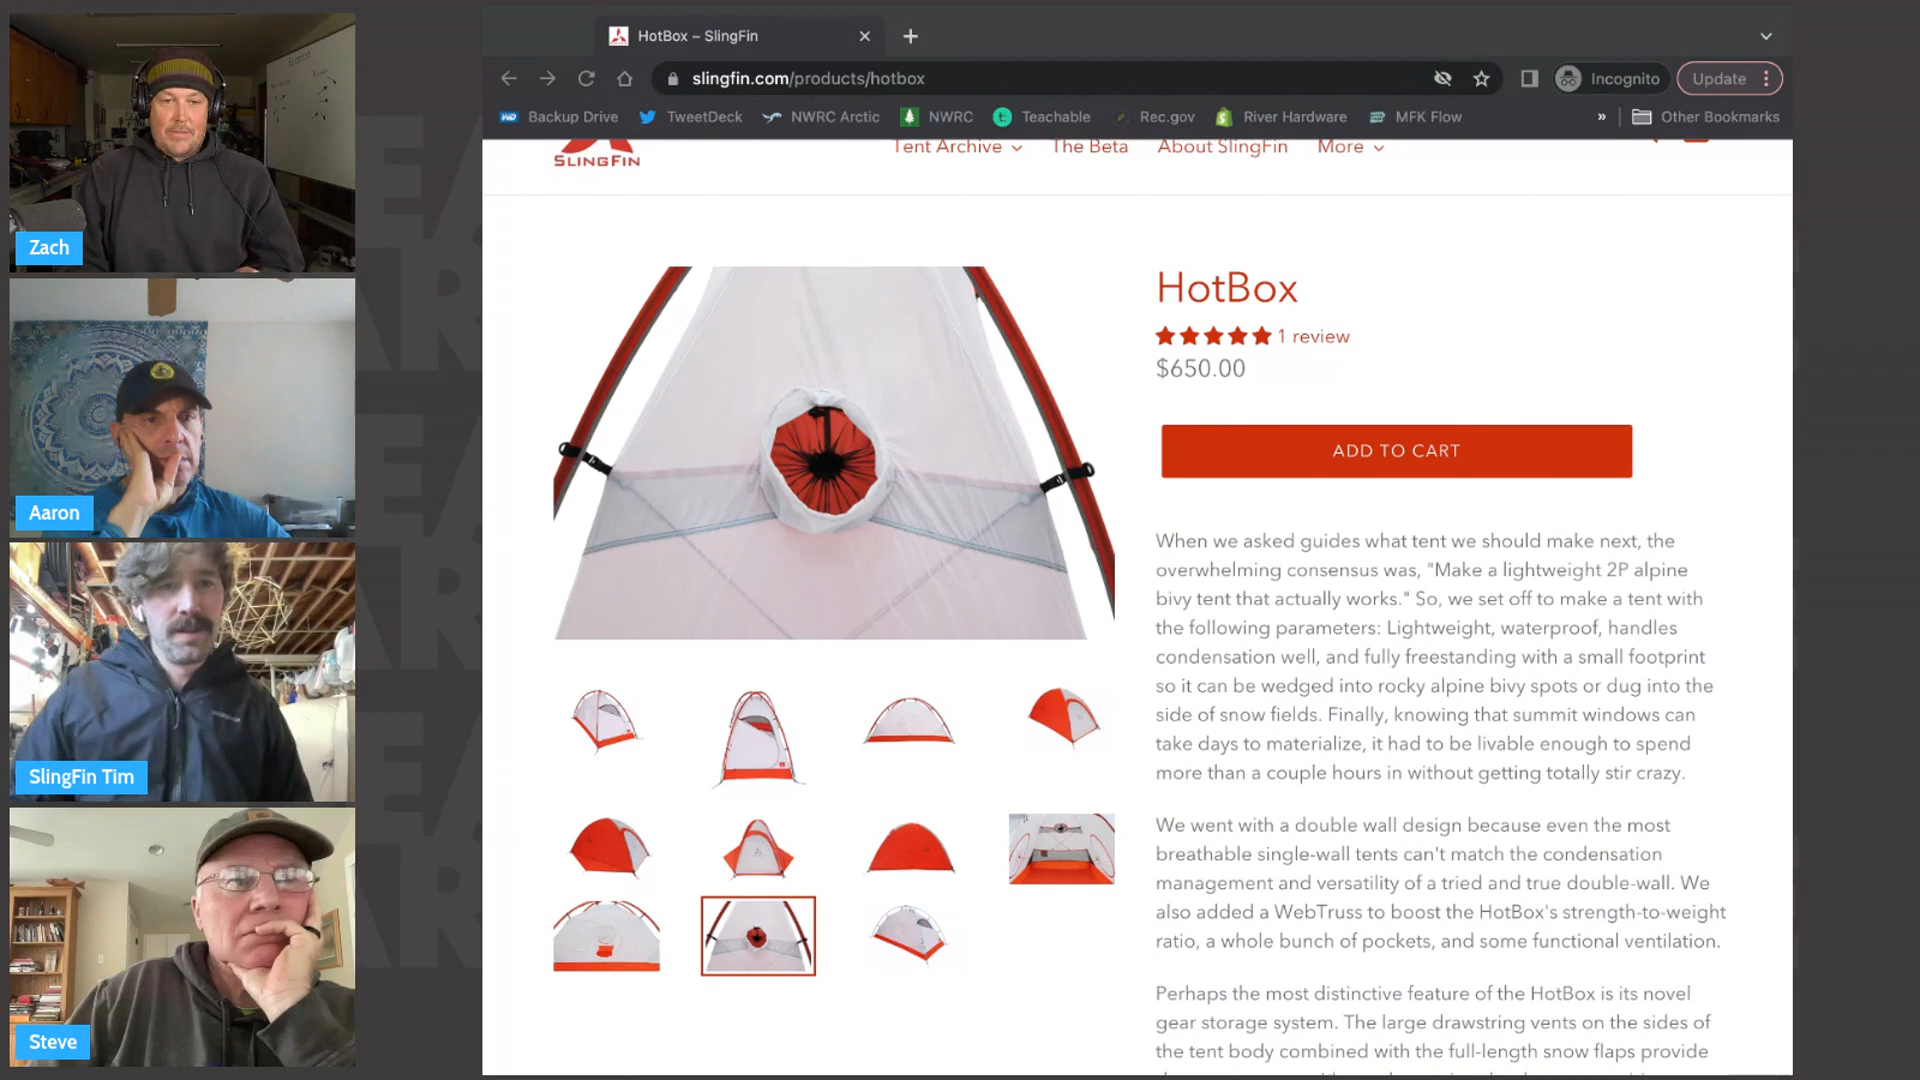 Zach
Aaron
SlingFin Tim
Steve
HotBox – SlingFin
slingfin.com/products/hotbox
Incognito
Update
Backup Drive
TweetDeck
NWRC Arctic
NWRC
Teachable
Rec.gov
River Hardware
MFK Flow
»
Other Bookmarks
SLINGFIN
Tent Archive
The Beta
About SlingFin
More
HotBox
1 review
$650.00
ADD TO CART
When we asked guides what tent we should make next, the
overwhelming consensus was, "Make a lightweight 2P alpine
bivy tent that actually works." So, we set off to make a tent with
the following parameters: Lightweight, waterproof, handles
condensation well, and fully freestanding with a small footprint
so it can be wedged into rocky alpine bivy spots or dug into the
side of snow fields. Finally, knowing that summit windows can
take days to materialize, it had to be livable enough to spend
more than a couple hours in without getting totally stir crazy.
We went with a double wall design because even the most
breathable single-wall tents can't match the condensation
management and versatility of a tried and true double-wall. We
also added a WebTruss to boost the HotBox's strength-to-weight
ratio, a whole bunch of pockets, and some functional ventilation.
Perhaps the most distinctive feature of the HotBox is its novel
gear storage system. The large drawstring vents on the sides of
the tent body combined with the full-length snow flaps provide